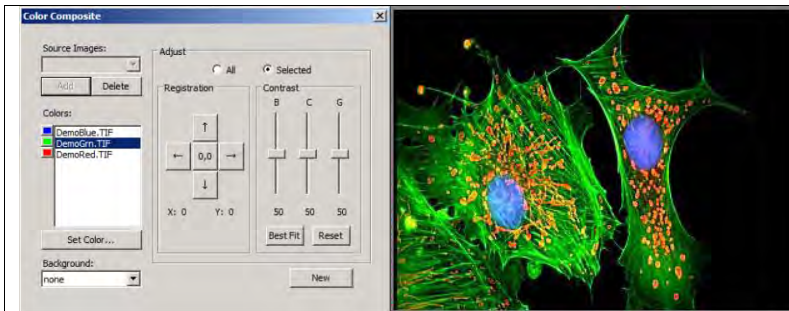 Color Composite
Source Images:
Add Delete
Colors:
DemoBlue.TIF
DemoGrn.TIF
DemoRed.TIF
Set Color...
Background:
none
Adjust
All Selected
Registration
0,0
X: 0 Y: 0
Contrast
B C G
50 50 50
Best Fit Reset
New